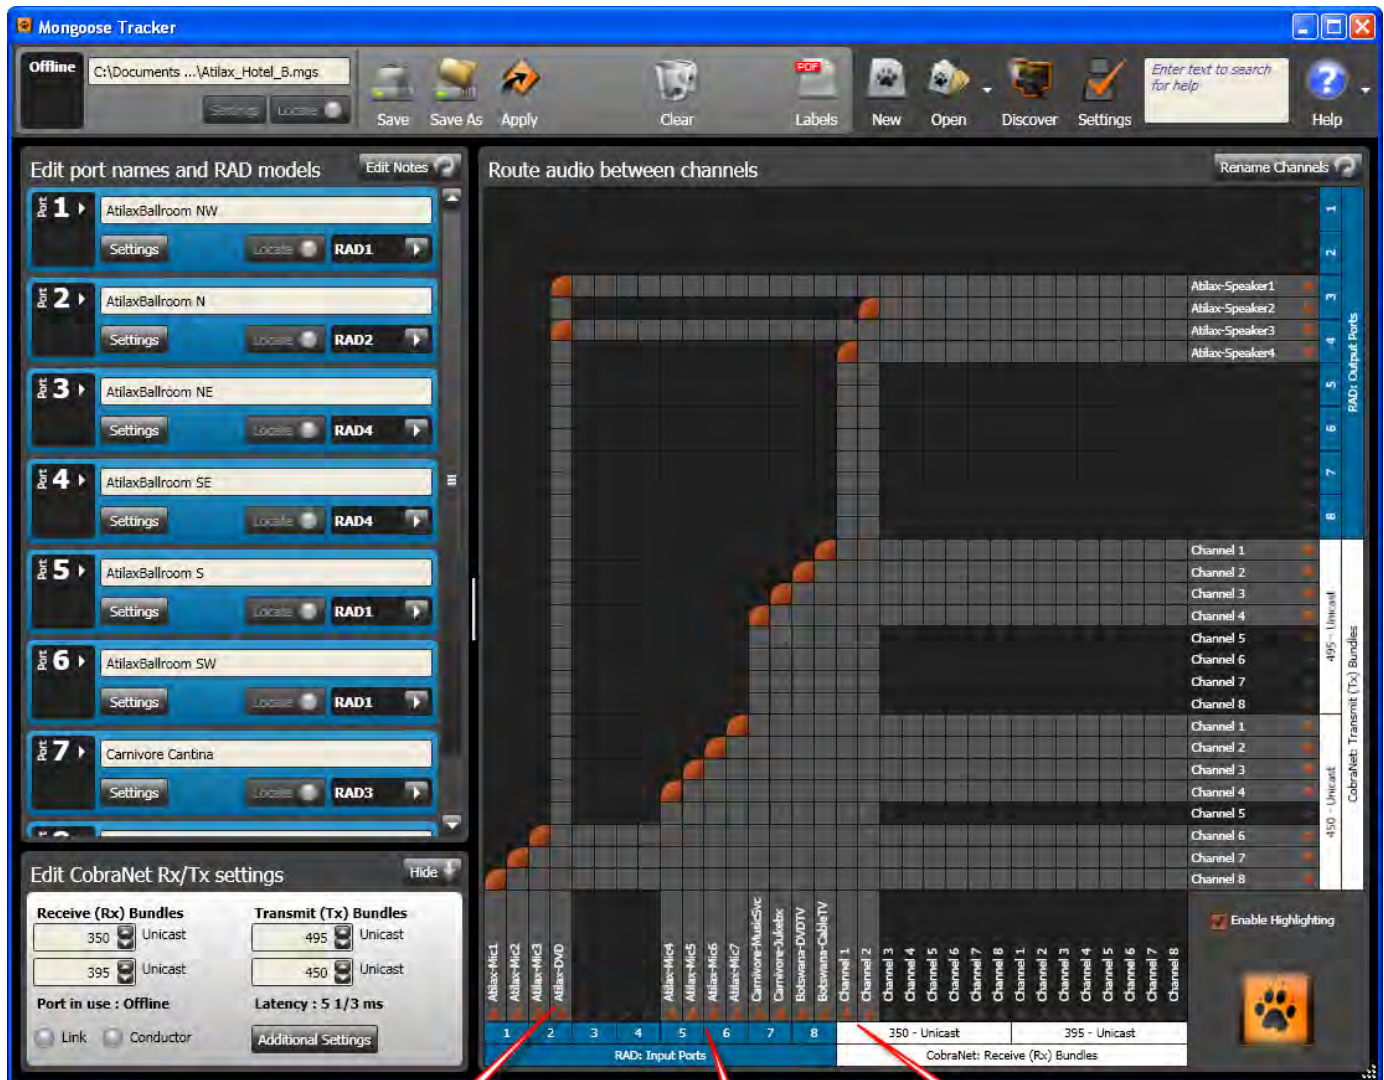 Mongoose Tracker
Offline
C:\Documents ...\Atilax_Hotel_B.mgs
Settings
Locate
Save
Save As
Apply
Clear
PDF
Labels
New
Open
Discover
Settings
Enter text to search
for help
?
Help
Edit port names and RAD models
Edit Notes
Port 1
AtilaxBallroom NW
Settings
Locate
RAD1
Port 2
AtilaxBallroom N
Settings
Locate
RAD2
Port 3
AtilaxBallroom NE
Settings
Locate
RAD4
Port 4
AtilaxBallroom SE
Settings
Locate
RAD4
Port 5
AtilaxBallroom S
Settings
Locate
RAD1
Port 6
AtilaxBallroom SW
Settings
Locate
RAD1
Port 7
Carnivore Cantina
Settings
Locate
RAD3
Edit CobraNet Rx/Tx settings
Hide
Receive (Rx) Bundles
Transmit (Tx) Bundles
350
Unicast
495
Unicast
395
Unicast
450
Unicast
Port in use : Offline
Latency : 5 1/3 ms
Link
Conductor
Additional Settings
Route audio between channels
Rename Channels
Atilax-Speaker1
Atilax-Speaker2
Atilax-Speaker3
Atilax-Speaker4
Channel 1
Channel 2
Channel 3
Channel 4
Channel 5
Channel 6
Channel 7
Channel 8
Channel 1
Channel 2
Channel 3
Channel 4
Channel 5
Channel 6
Channel 7
Channel 8
1
2
3
4
5
6
7
8
RAD: Output Ports
495 - Unicast
450 - Unicast
CobraNet: Transmit (Tx) Bundles
Atilax-Mic1
Atilax-Mic2
Atilax-Mic3
Atilax-DVD
Atilax-Mic4
Atilax-Mic5
Atilax-Mic6
Atilax-Mic7
Carnivore-MusicSvc
Carnivore-Jukebx
Botswana-DVDTV
Botswana-CableTV
Channel 1
Channel 2
Channel 3
Channel 4
Channel 5
Channel 6
Channel 7
Channel 8
Channel 1
Channel 2
Channel 3
Channel 4
Channel 5
Channel 6
Channel 7
Channel 8
1
2
3
4
5
6
7
8
350 - Unicast
395 - Unicast
RAD: Input Ports
CobraNet: Receive (Rx) Bundles
Enable Highlighting